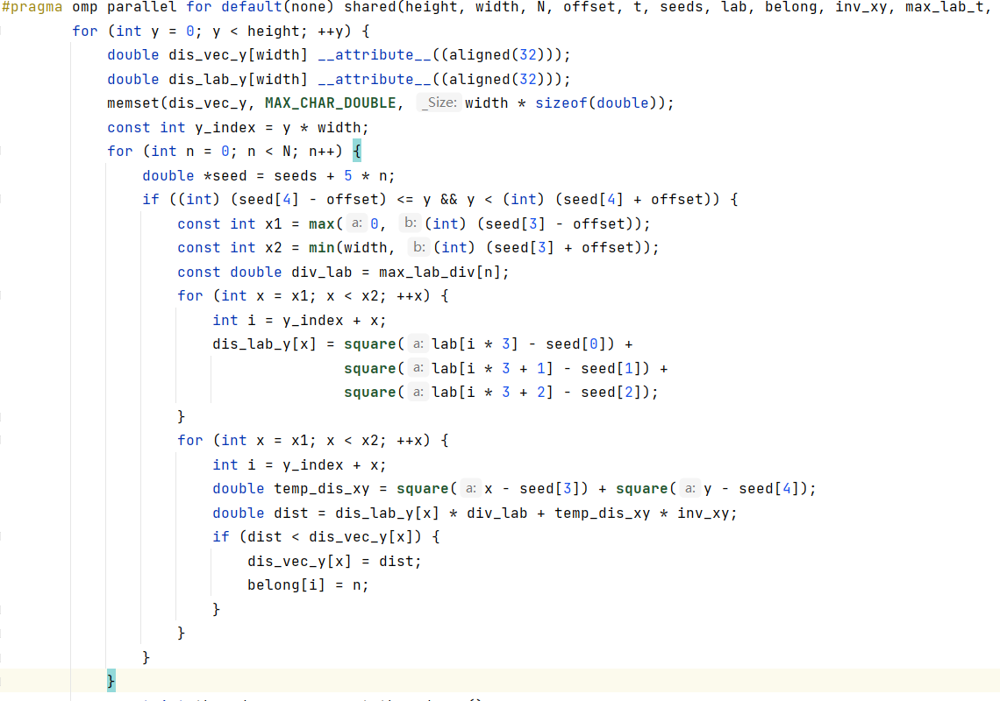 #pragma omp parallel for default(none) shared(height, width, N, offset, t, seeds, lab, belong, inv_xy, max_lab_t,
for (int y = 0; y < height; ++y) {
double dis_vec_y[width] __attribute__((aligned(32)));
double dis_lab_y[width] __attribute__((aligned(32)));
memset(dis_vec_y, MAX_CHAR_DOUBLE, _Size: width * sizeof(double));
const int y_index = y * width;
for (int n = 0; n < N; n++) {
double *seed = seeds + 5 * n;
if ((int) (seed[4] - offset) <= y && y < (int) (seed[4] + offset)) {
const int x1 = max( a: 0, b: (int) (seed[3] - offset));
const int x2 = min(width, b: (int) (seed[3] + offset));
const double div_lab = max_lab_div[n];
for (int x = x1; x < x2; ++x) {
int i = y_index + x;
dis_lab_y[x] = square( a: lab[i * 3] - seed[0]) +
square( a: lab[i * 3 + 1] - seed[1]) +
square( a: lab[i * 3 + 2] - seed[2]);
}
for (int x = x1; x < x2; ++x) {
int i = y_index + x;
double temp_dis_xy = square( a: x - seed[3]) + square( a: y - seed[4]);
double dist = dis_lab_y[x] * div_lab + temp_dis_xy * inv_xy;
if (dist < dis_vec_y[x]) {
dis_vec_y[x] = dist;
belong[i] = n;
}
}
}
}